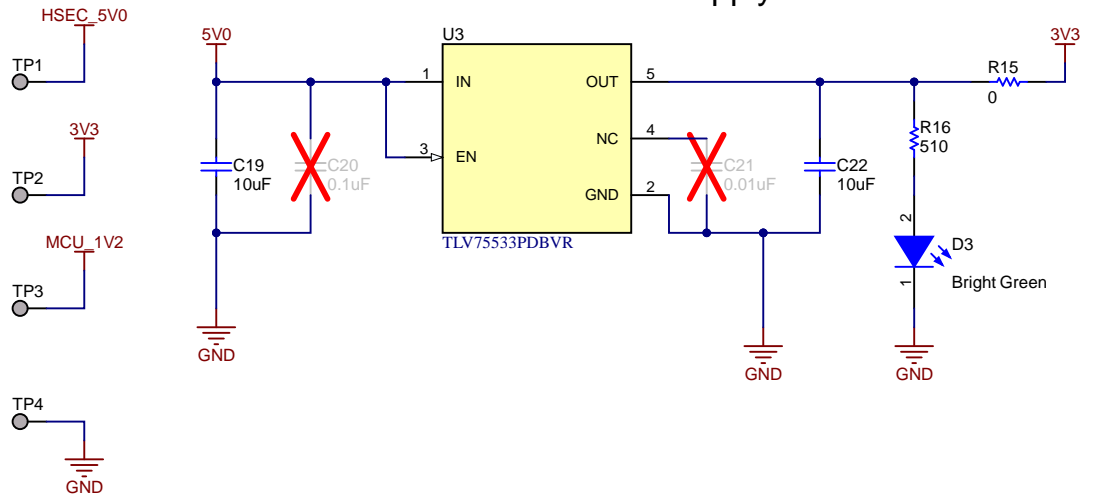 HSEC_5V0
TP1
3V3
TP2
MCU_1V2
TP3
TP4
GND
5V0
C19
10uF
C20
0.1uF
GND
U3
1 IN OUT 5
NC 4
3 EN
GND 2
TLV75533PDBVR
C21
0.01uF
C22
10uF
GND
3V3
R15
0
R16
510
2
D3
Bright Green
1
GND